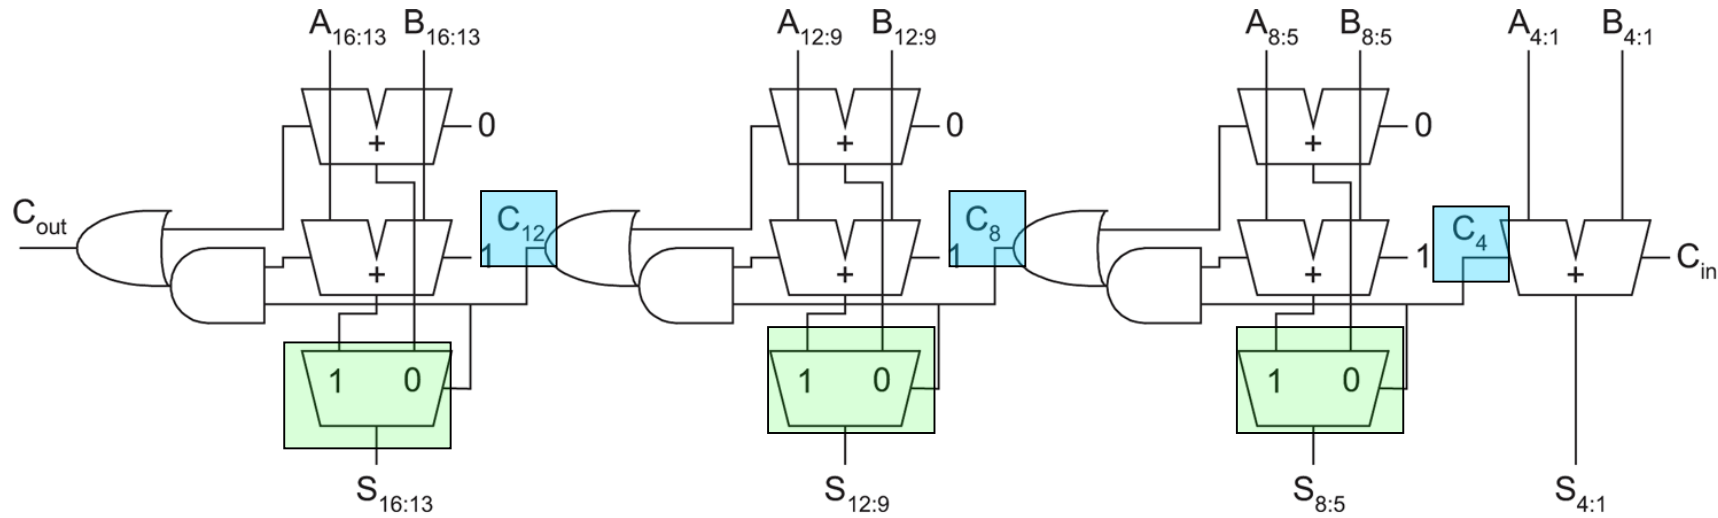 A16:13 B16:13 A12:9 B12:9 A8:5 B8:5 A4:1 B4:1
0 0 0
+ + +
Cout C12 C8 C4
1 1 1 Cin
+ + + +
1 0 1 0 1 0
S16:13 S12:9 S8:5 S4:1